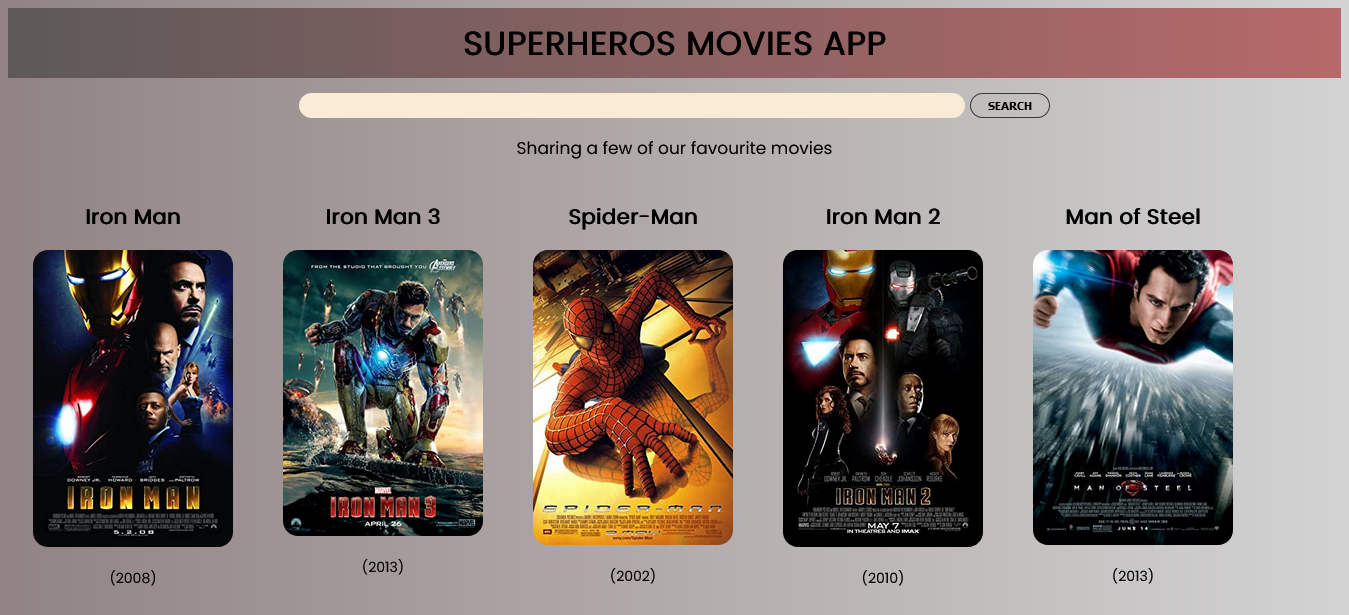 SUPERHEROS MOVIES APP
SEARCH
Sharing a few of our favourite movies
Iron Man
Iron Man 3
Spider-Man
Iron Man 2
Man of Steel
DOWNEY JR. HOWARD BRIDGES PALTROW
IRON MAN
5.2.08
FROM THE STUDIO THAT BROUGHT YOU AVENGERS
MARVEL
IRON MAN 3
APRIL 26
SPIDER-MAN
DOWNEY JR. PALTROW CHEADLE JOHANSSON ROURKE
IRON MAN 2
MAY 7
IN THEATRES AND IMAX
MAN OF STEEL
JUNE 14
(2008)
(2013)
(2002)
(2010)
(2013)